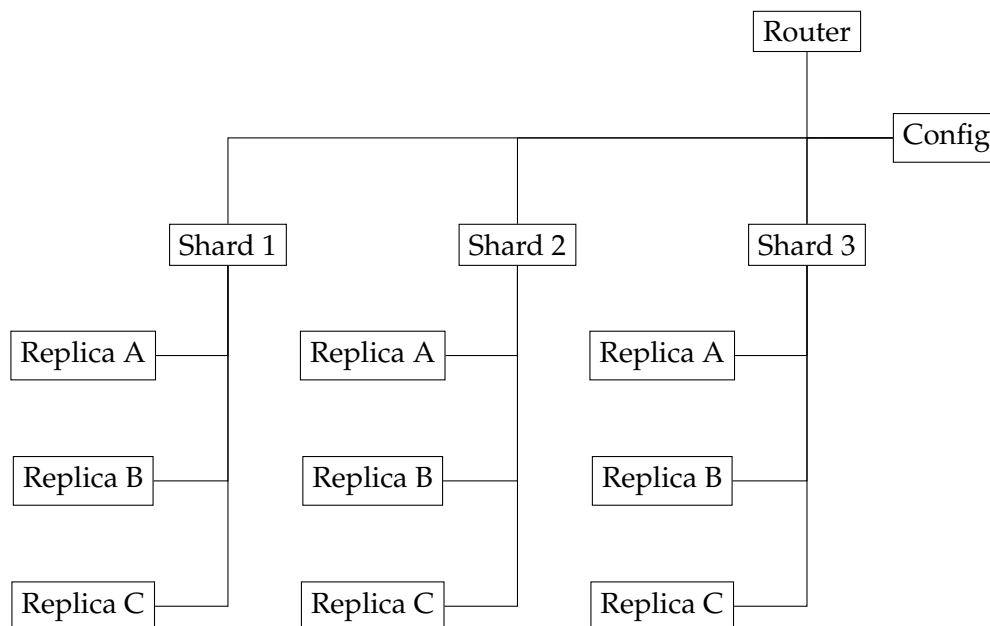 Router
Config
Shard 1
Shard 2
Shard 3
Replica A
Replica A
Replica A
Replica B
Replica B
Replica B
Replica C
Replica C
Replica C